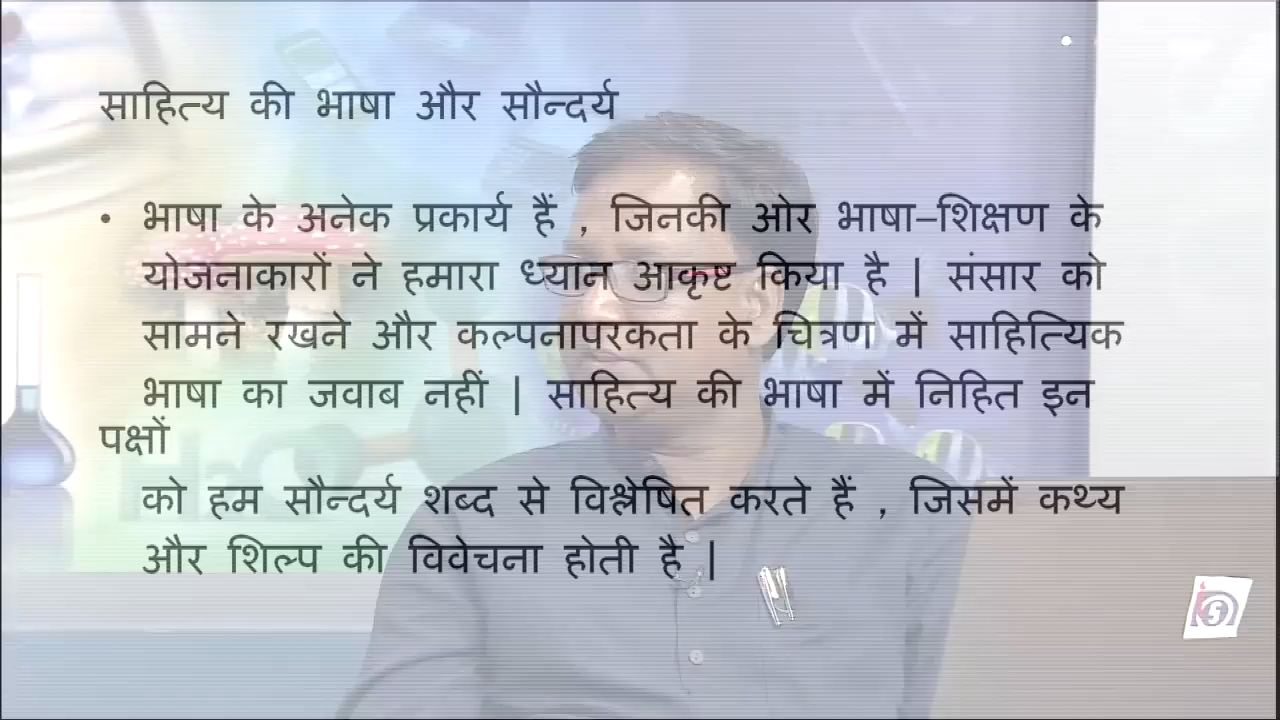 साहित्य की भाषा और सौन्दर्य
• भाषा के अनेक प्रकार्य हैं , जिनकी ओर भाषा–शिक्षण के
योजनाकारों ने हमारा ध्यान आकृष्ट किया है | संसार को
सामने रखने और कल्पनापरकता के चित्रण में साहित्यिक
भाषा का जवाब नहीं | साहित्य की भाषा में निहित इन
पक्षों
को हम सौन्दर्य शब्द से विश्लेषित करते हैं , जिसमें कथ्य
और शिल्प की विवेचना होती है |